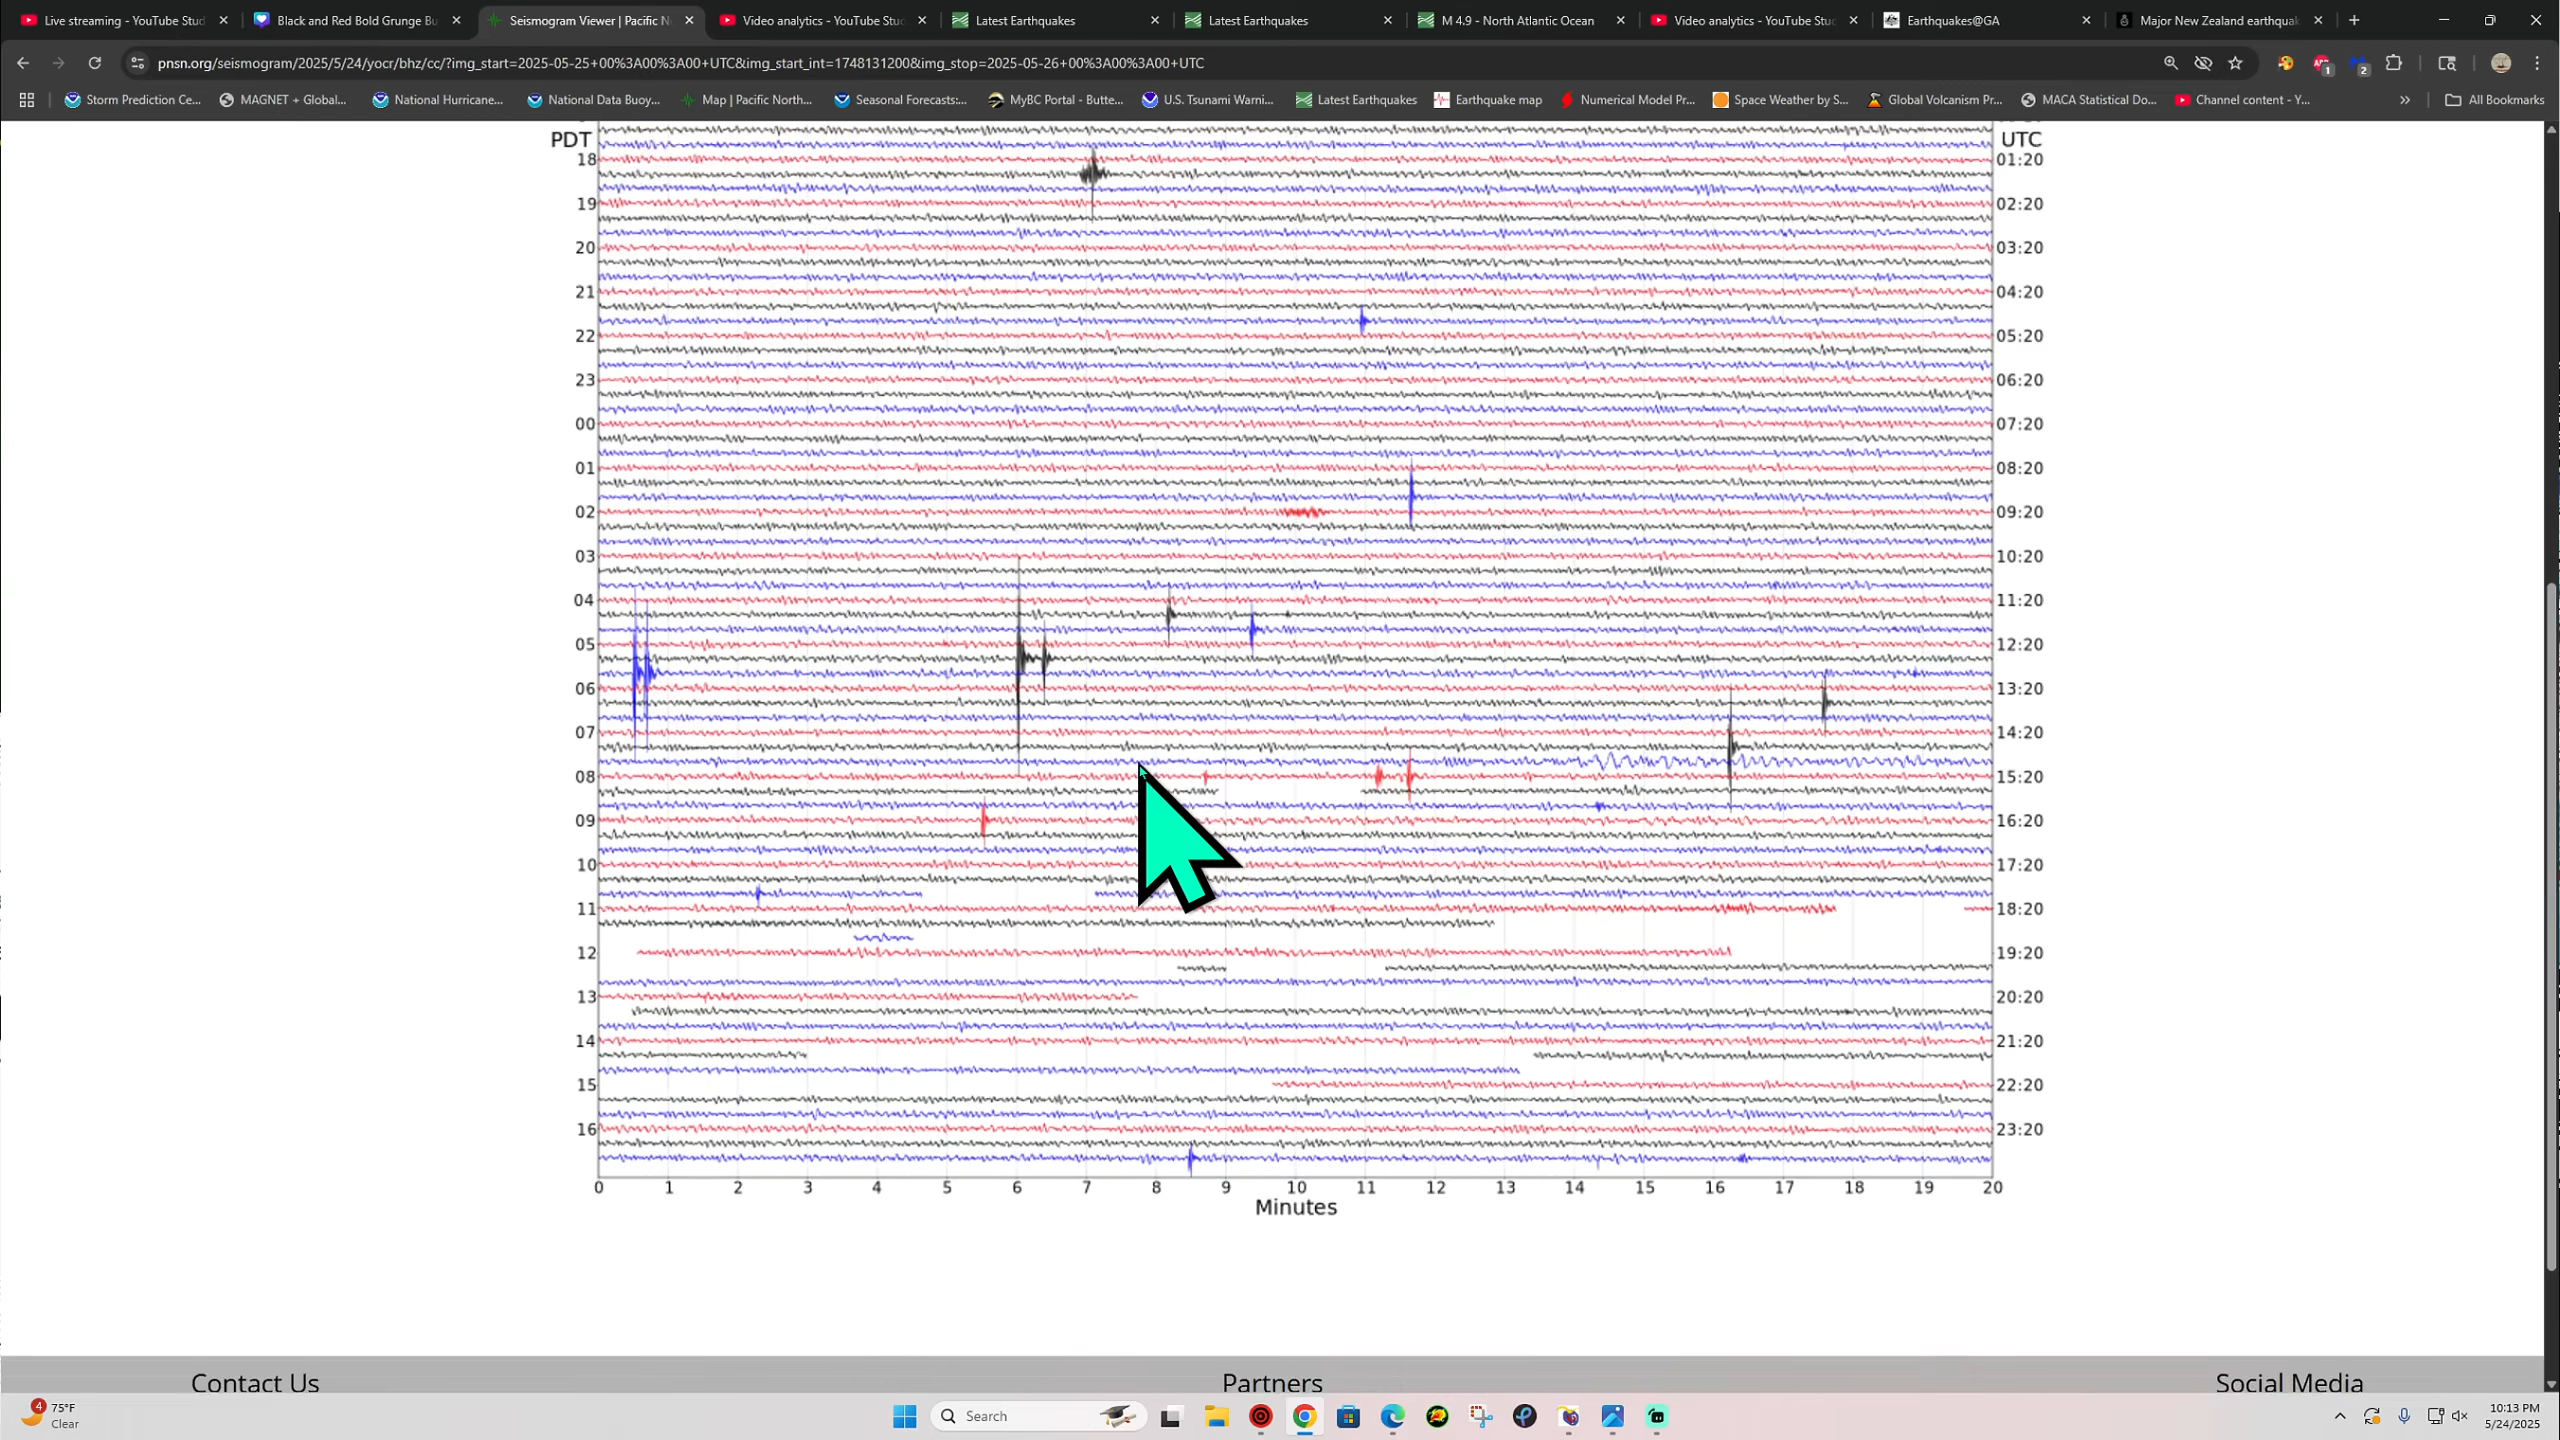 Live streaming - YouTube Stud
Black and Red Bold Grunge Bu
Seismogram Viewer | Pacific N
Video analytics - YouTube Stud
Latest Earthquakes
Latest Earthquakes
M 4.9 - North Atlantic Ocean
Video analytics - YouTube Stud
Earthquakes@GA
Major New Zealand earthquak
pnsn.org/seismogram/2025/5/24/yocr/bhz/cc/?img_start=2025-05-25+00%3A00%3A00+UTC&img_start_int=1748131200&img_stop=2025-05-26+00%3A00%3A00+UTC
1
2
Storm Prediction Ce...
MAGNET + Global...
National Hurricane...
National Data Buoy...
Map | Pacific North...
Seasonal Forecasts:...
MyBC Portal - Butte...
U.S. Tsunami Warni...
Latest Earthquakes
Earthquake map
Numerical Model Pr...
Space Weather by S...
Global Volcanism Pr...
MACA Statistical Do...
Channel content - Y...
All Bookmarks
PDT
UTC
18
01:20
19
02:20
20
03:20
21
04:20
22
05:20
23
06:20
00
07:20
01
08:20
02
09:20
03
10:20
04
11:20
05
12:20
06
13:20
07
14:20
08
15:20
09
16:20
10
17:20
11
18:20
12
19:20
13
20:20
14
21:20
15
22:20
16
23:20
0 1 2 3 4 5 6 7 8 9 10 11 12 13 14 15 16 17 18 19 20
Minutes
Contact Us
Partners
Social Media
4
75°F
Clear
Search
10:13 PM
5/24/2025